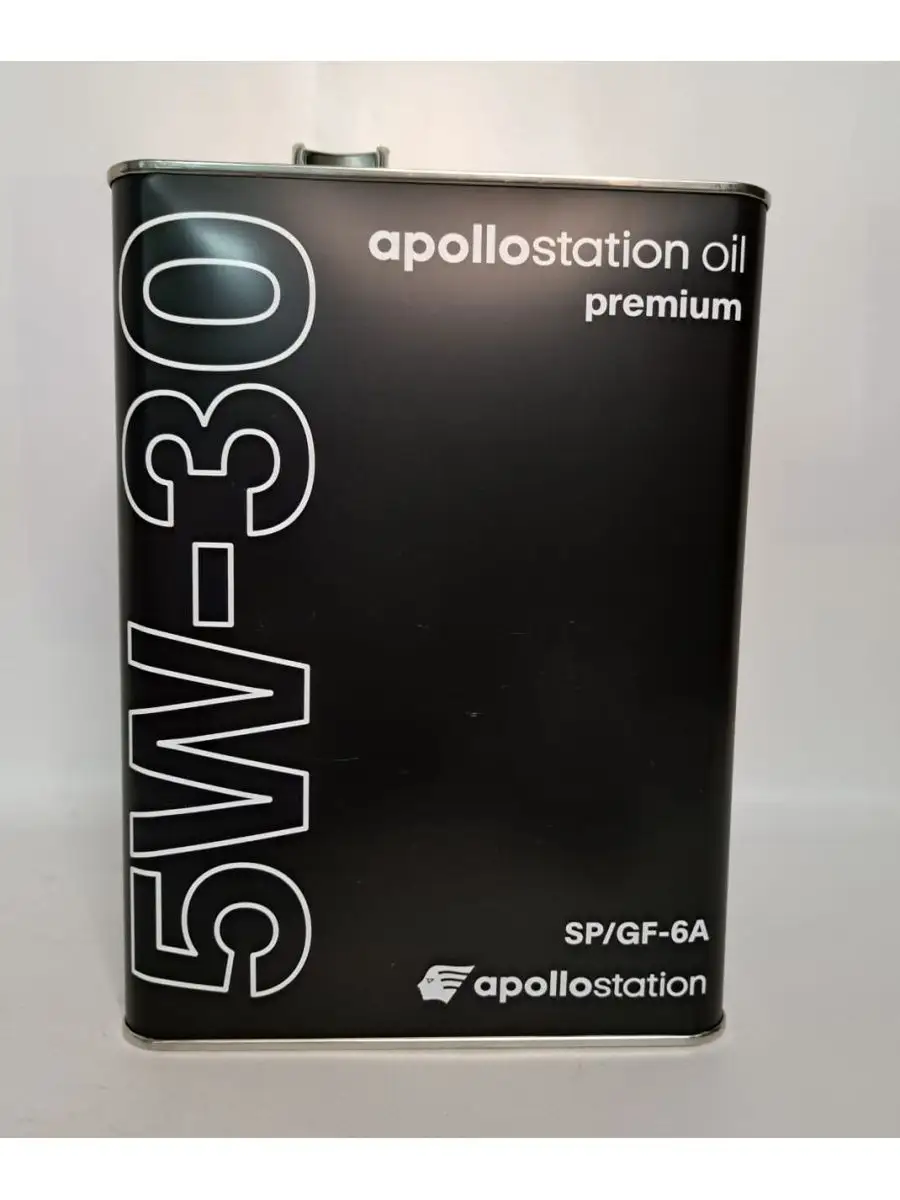 apollostation oil
premium
5W-30
SP/GF-6A
apollostation